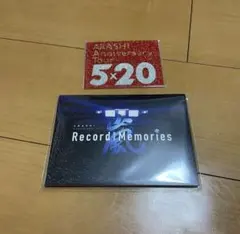 ARASHI
Anniversary
Tour
5×20
嵐
Record of Memories